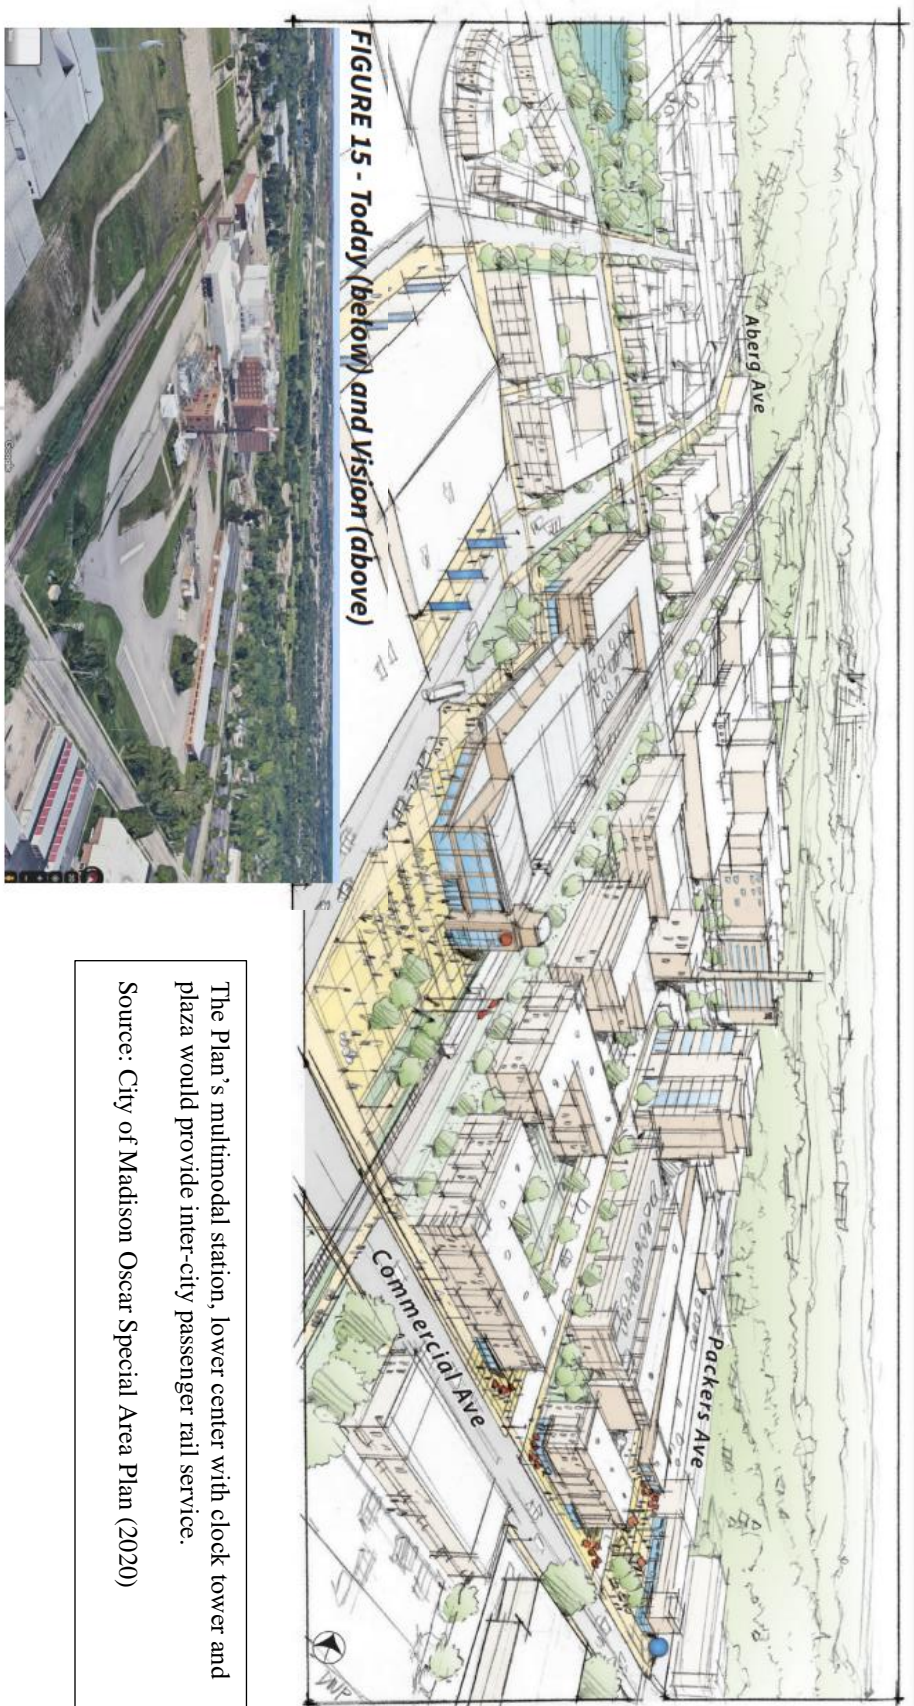 Aberg Ave
Packers Ave
Commercial Ave
FIGURE 15 - Today (below) and Vision (above)
Google
The Plan’s multimodal station, lower center with clock tower and
plaza would provide inter-city passenger rail service.
Source: City of Madison Oscar Special Area Plan (2020)